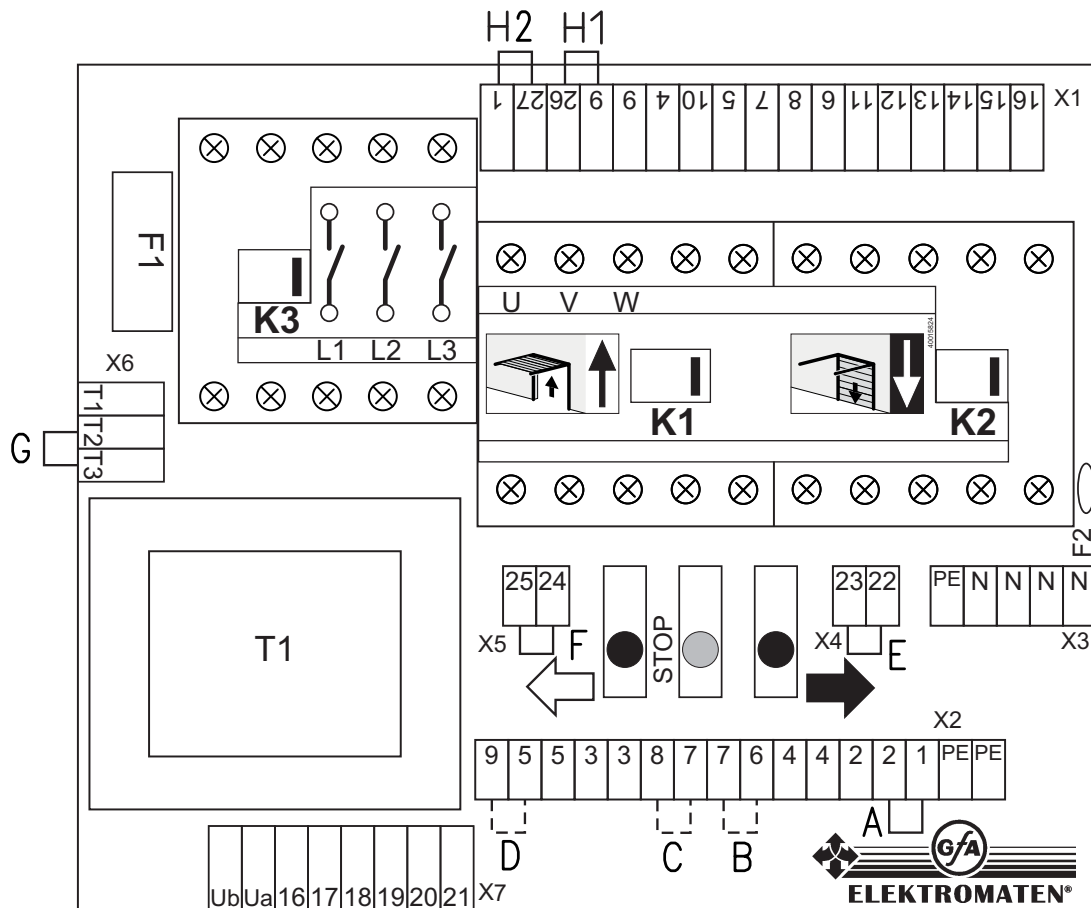 H2 H1
1 27 26 9 9 4 10 5 7 8 6 11 12 13 14 15 16 X1
F1
K3
L1 L2 L3
U V W
40015824
K1
K2
X6
T1
T2
T3
G
F2
T1
25 24
X5
F
STOP
23 22
X4
E
PE N N N N
X3
X2
9 5 5 3 3 8 7 7 6 4 4 2 2 1 PE PE
D C B A
Ub Ua 16 17 18 19 20 21 X7
GfA
ELEKTROMATEN®